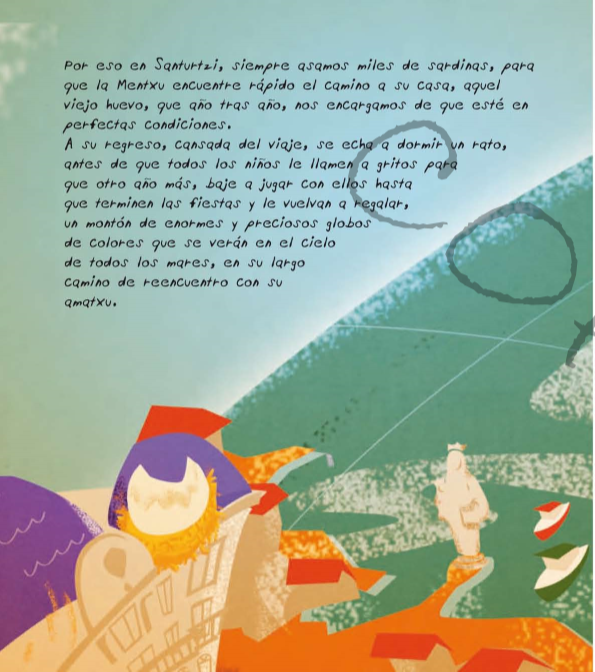 Por eso en Santurtzi, siempre asamos miles de sardinas, para
que la Mentxu encuentre rápido el camino a su casa, aquel
viejo huevo, que año tras año, nos encargamos de que esté en
perfectas condiciones.
A su regreso, cansada del viaje, se echa a dormir un rato,
antes de que todos los niños le llamen a gritos para
que otro año más, baje a jugar con ellos hasta
que terminen las fiestas y le vuelvan a regalar,
un montón de enormes y preciosos globos
de colores que se verán en el cielo
de todos los mares, en su largo
camino de reencuentro con su
amatxu.